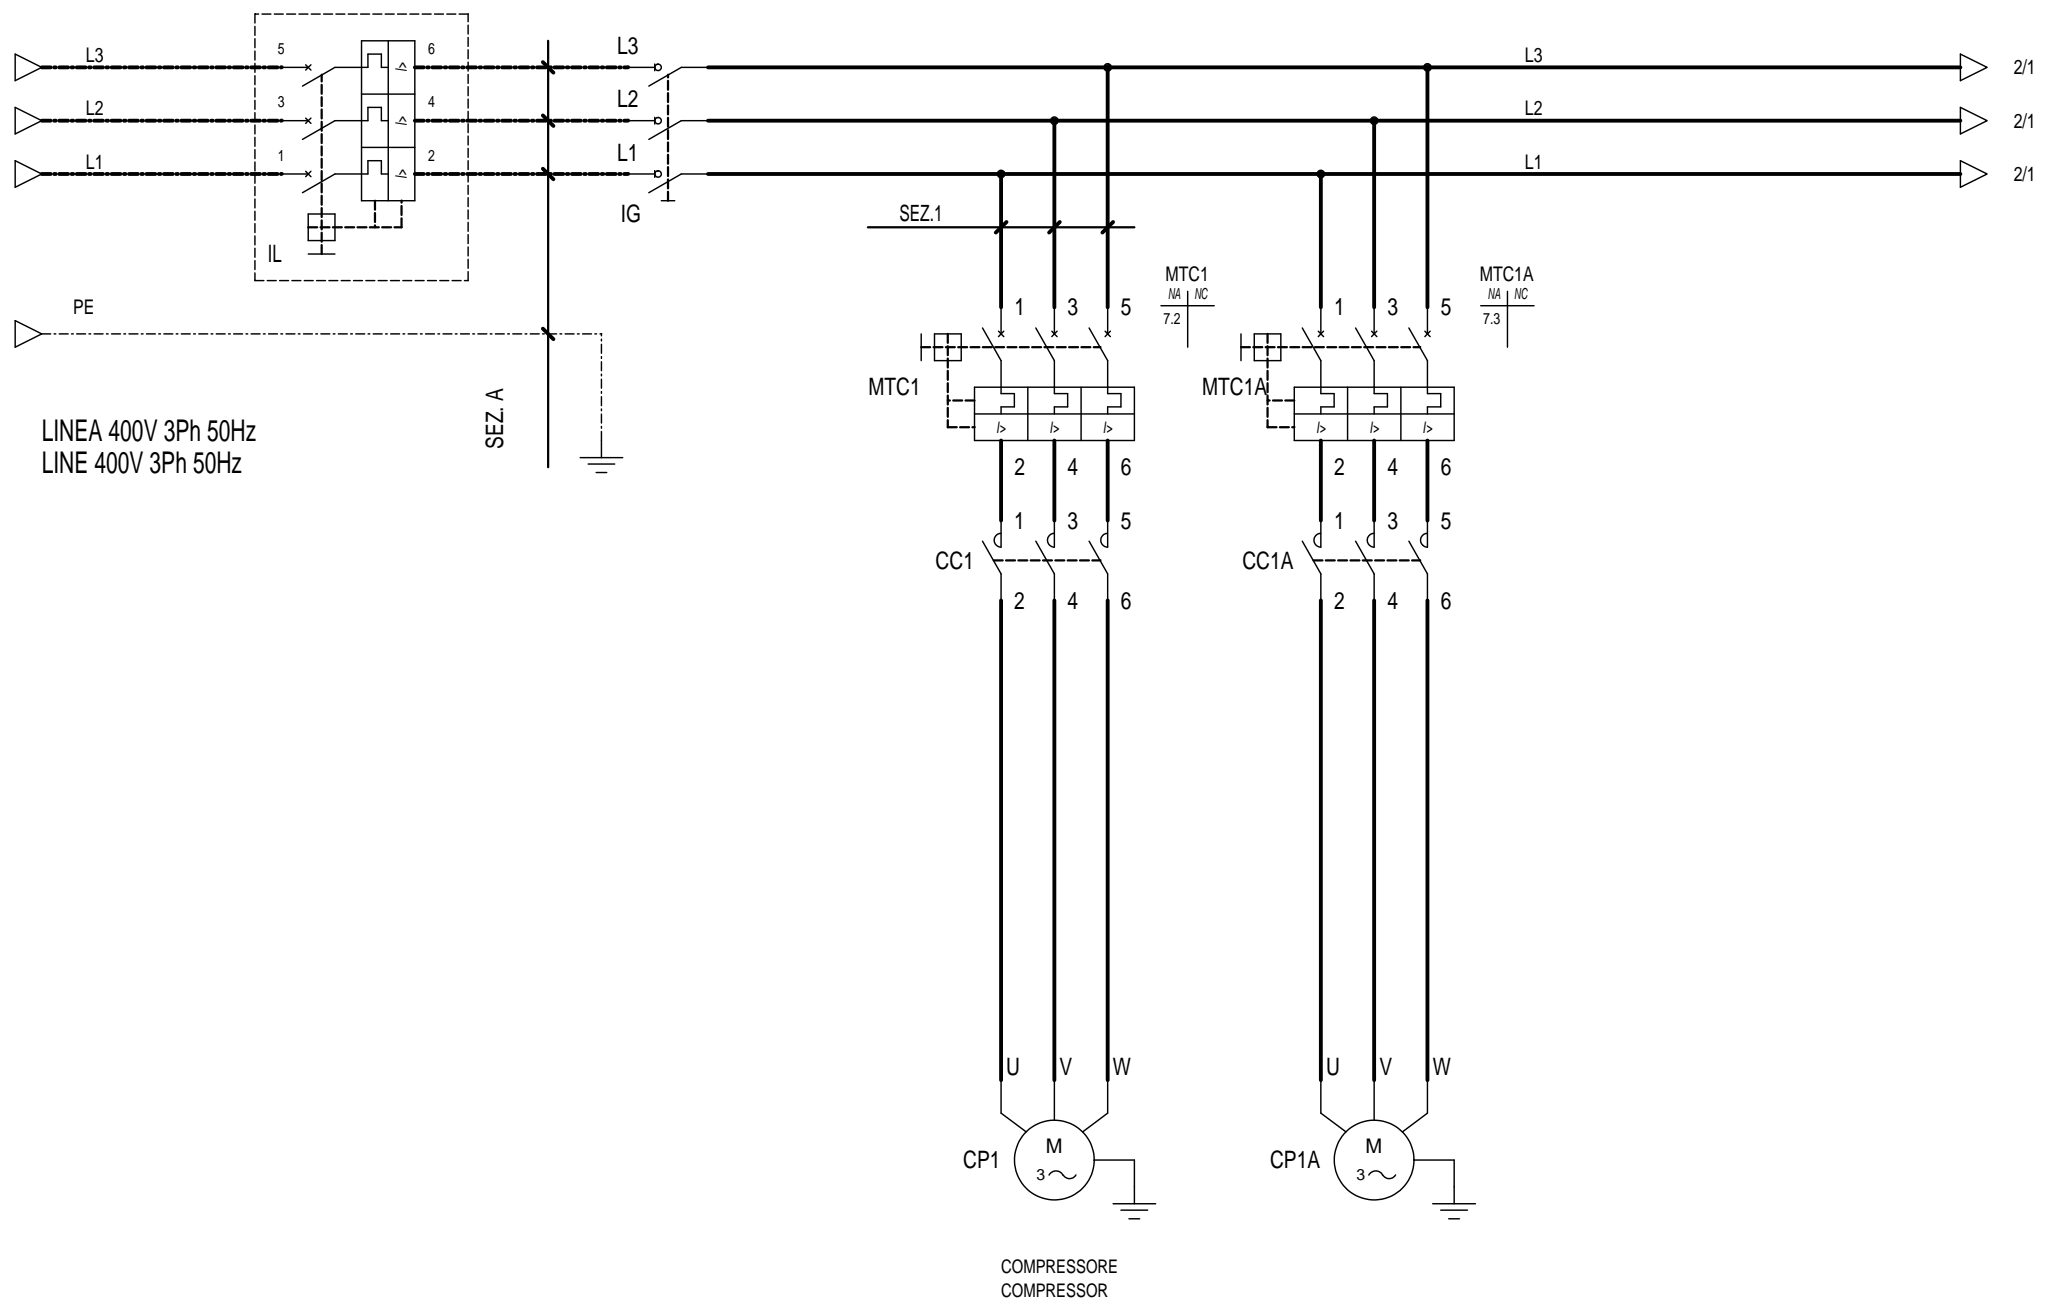 L3
5
6
L3
L3
2/1
L2
3
4
L2
L2
2/1
L1
1
2
L1
L1
2/1
IL
IG
SEZ.1
PE
SEZ. A
LINEA 400V 3Ph 50Hz
LINE 400V 3Ph 50Hz
MTC1
NA NC
7.2
MTC1A
NA NC
7.3
1 3 5
1 3 5
MTC1
MTC1A
I> I> I>
I> I> I>
2 4 6
2 4 6
1 3 5
1 3 5
CC1
CC1A
2 4 6
2 4 6
U V W
U V W
CP1
M
3
CP1A
M
3
COMPRESSORE
COMPRESSOR